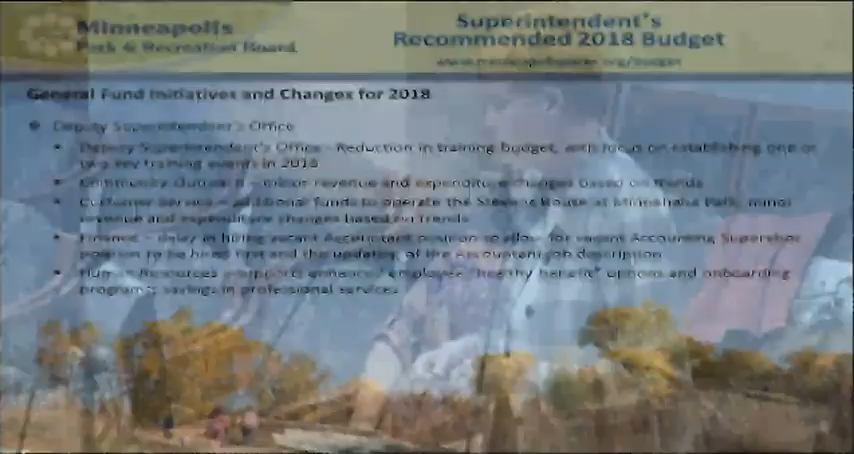 Minneapolis
Park & Recreation Board
Superintendent's
Recommended 2018 Budget
General Fund Initiatives and Changes for 2018
Deputy Superintendent's Office
Deputy Superintendent's Office - Reduction in training budget, with focus on establishing one or
two key training events in 2018
Community Outreach – minor revenue and expenditure changes based on trends
Customer Service – additional funds to operate the Stevens House at Minnehaha Park, minor
revenue and expenditure changes based on trends
Finance – delay in hiring vacant Accountant position to allow for vacant Accounting Supervisor
position to be hired first and the updating of the Accountant job description
Human Resources – supports enhanced employee "healthy benefit" options and onboarding
program; savings in professional services